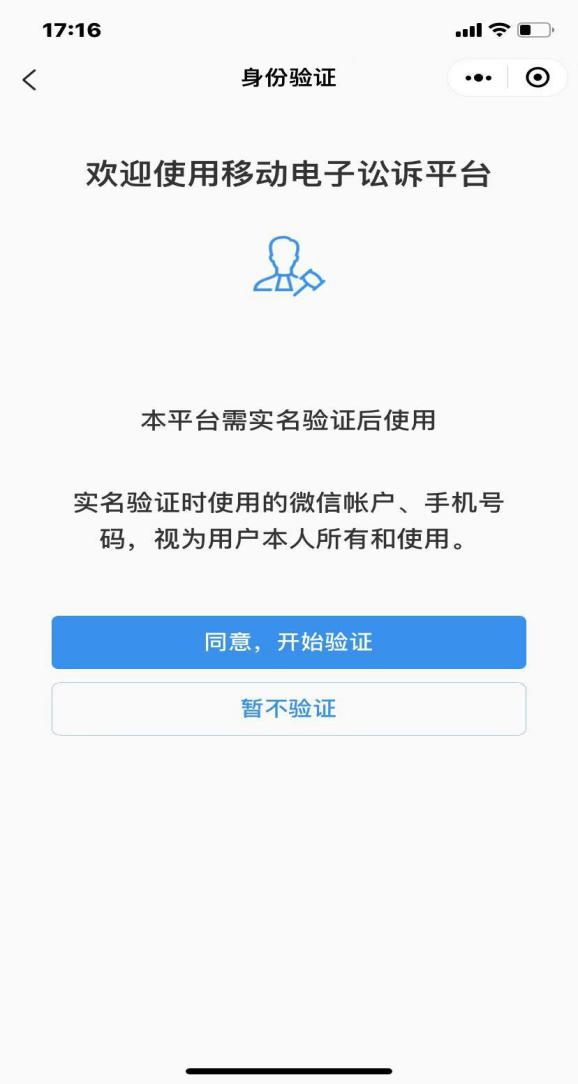 17:16
身份验证
欢迎使用移动电子讼诉平台
本平台需实名验证后使用
实名验证时使用的微信帐户、手机号
码，视为用户本人所有和使用。
同意，开始验证
暂不验证